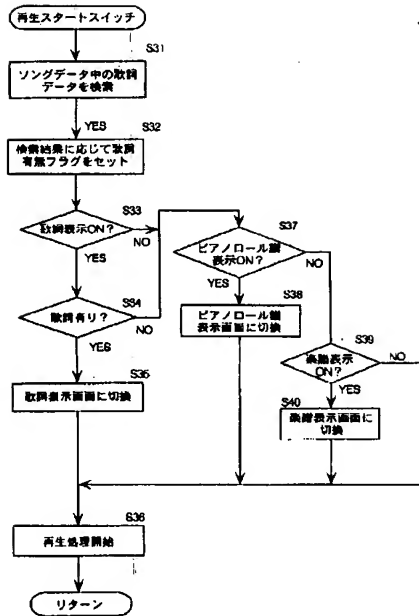 再生スタートスイッチ
S31
ソングデータ中の歌詞
データを検索
YES
S32
検索結果に応じて歌詞
有無フラグをセット
S33
歌詞表示ON?
NO
YES
S34
歌詞有り?
NO
YES
S35
歌詞表示画面に切換
S37
ピアノロール譜
表示ON?
NO
YES
S38
ピアノロール譜
表示画面に切換
S39
楽譜表示
ON?
NO
YES
S40
楽譜表示画面に
切換
S36
再生処理開始
リターン